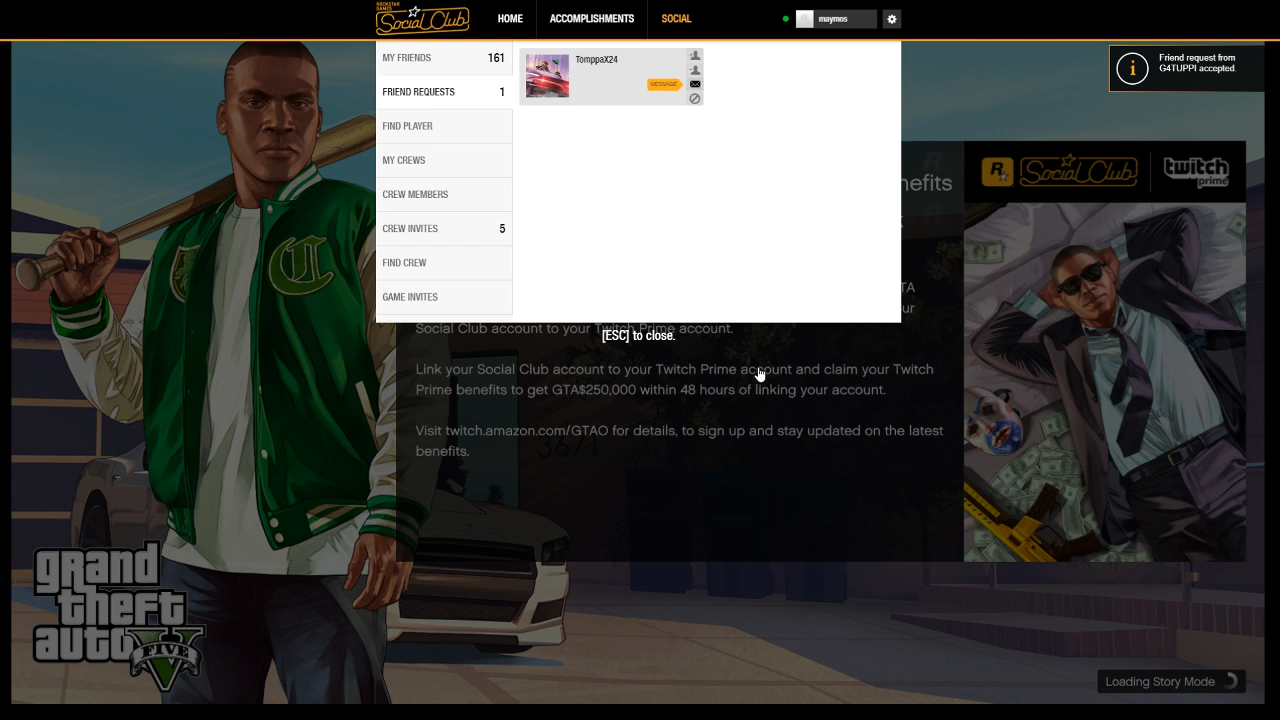 ROCKSTAR
GAMES
Social Club
HOME
ACCOMPLISHMENTS
SOCIAL
maymos
MY FRIENDS 161
FRIEND REQUESTS 1
FIND PLAYER
MY CREWS
CREW MEMBERS
CREW INVITES 5
FIND CREW
GAME INVITES
TomppaX24
MESSAGE
[ESC] to close.
Friend request from
G4TUPPI accepted.
R Social Club
twitch
prime
nefits
TA
ur
Social Club account to your Twitch Prime account.
Link your Social Club account to your Twitch Prime account and claim your Twitch
Prime benefits to get GTA$250,000 within 48 hours of linking your account.
Visit twitch.amazon.com/GTAO for details, to sign up and stay updated on the latest
benefits.
3671
C
grand
theft
auto V
FIVE
Loading Story Mode